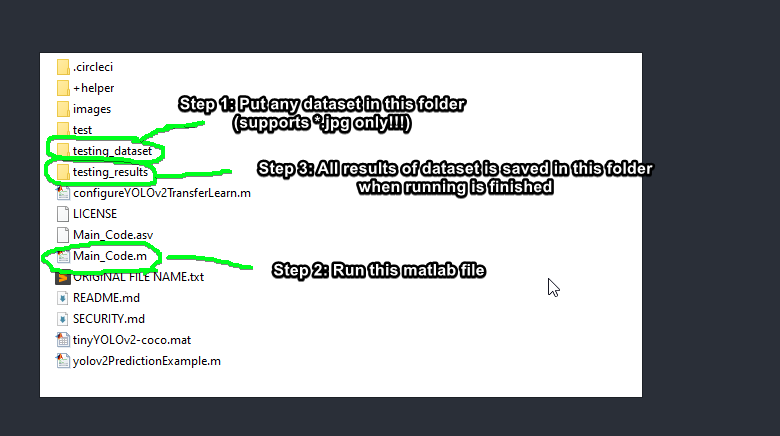 .circleci
+helper
images
test
testing_dataset
testing_results
configureYOLOv2TransferLearn.m
LICENSE
Main_Code.asv
Main_Code.m
ORIGINAL FILE NAME.txt
README.md
SECURITY.md
tinyYOLOv2-coco.mat
yolov2PredictionExample.m
Step 1: Put any dataset in this folder
(supports *.jpg only!!!)
Step 3: All results of dataset is saved in this folder
when running is finished
Step 2: Run this matlab file